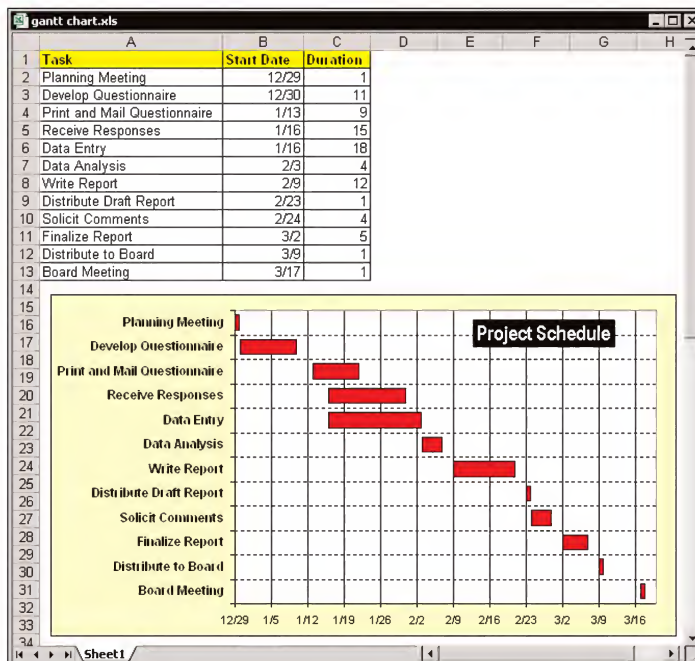 gantt chart.xls
A B C D E F G H
1 Task Start Date Duration
2 Planning Meeting 12/29 1
3 Develop Questionnaire 12/30 11
4 Print and Mail Questionnaire 1/13 9
5 Receive Responses 1/16 15
6 Data Entry 1/16 18
7 Data Analysis 2/3 4
8 Write Report 2/9 12
9 Distribute Draft Report 2/23 1
10 Solicit Comments 2/24 4
11 Finalize Report 3/2 5
12 Distribute to Board 3/9 1
13 Board Meeting 3/17 1
14
15
16
17
18
19
20
21
22
23
24
25
26
27
28
29
30
31
32
33
34
Project Schedule
Planning Meeting
Develop Questionnaire
Print and Mail Questionnaire
Receive Responses
Data Entry
Data Analysis
Write Report
Distribute Draft Report
Solicit Comments
Finalize Report
Distribute to Board
Board Meeting
12/29 1/5 1/12 1/19 1/26 2/2 2/9 2/16 2/23 3/2 3/9 3/16
Sheet1